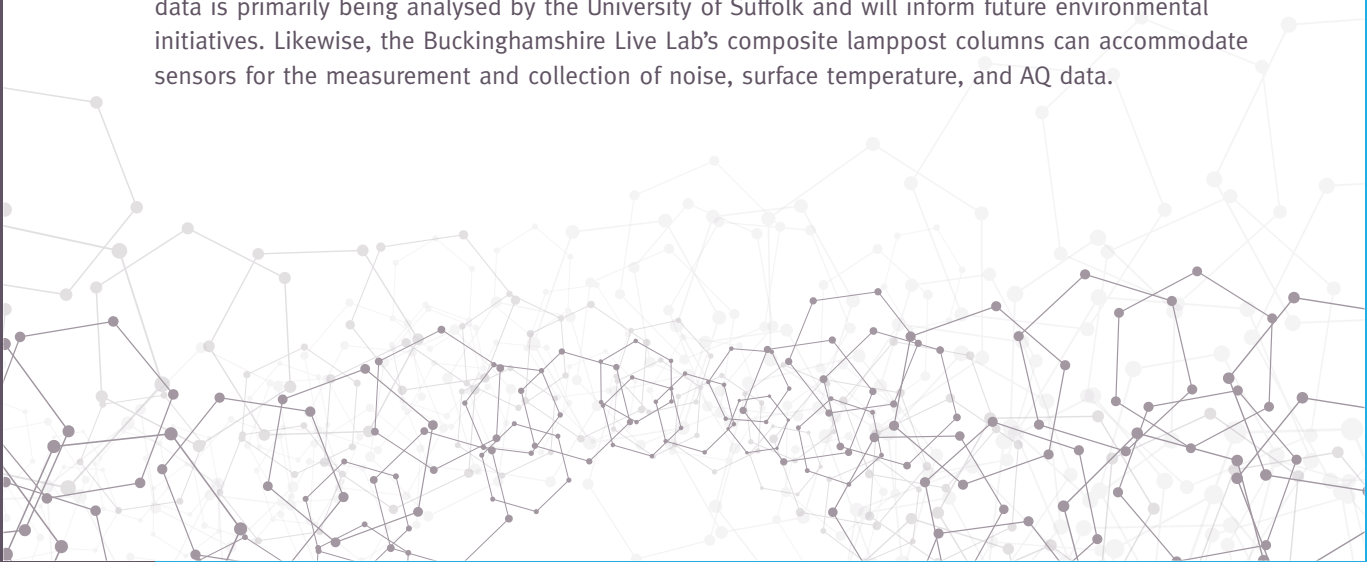 data is primarily being analysed by the University of Suffolk and will inform future environmental
initiatives. Likewise, the Buckinghamshire Live Lab’s composite lamppost columns can accommodate
sensors for the measurement and collection of noise, surface temperature, and AQ data.